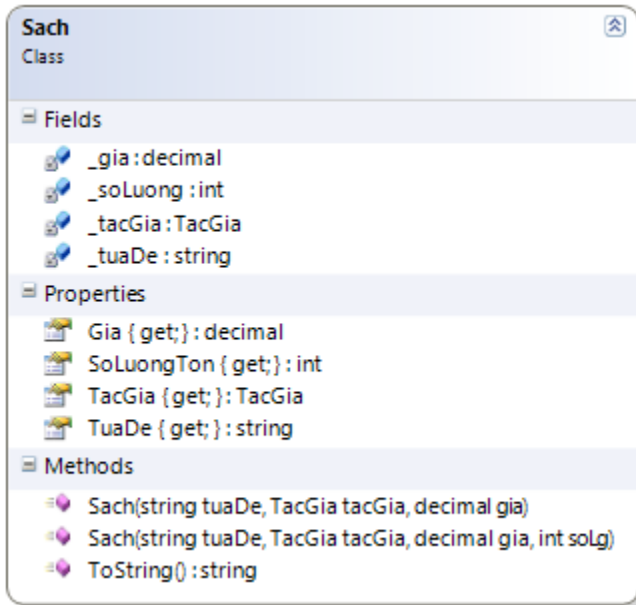 Sach
Class
Fields
_gia : decimal
_soLuong : int
_tacGia : TacGia
_tuaDe : string
Properties
Gia { get; } : decimal
SoLuongTon { get; } : int
TacGia { get; } : TacGia
TuaDe { get; } : string
Methods
Sach(string tuaDe, TacGia tacGia, decimal gia)
Sach(string tuaDe, TacGia tacGia, decimal gia, int soLg)
ToString() : string